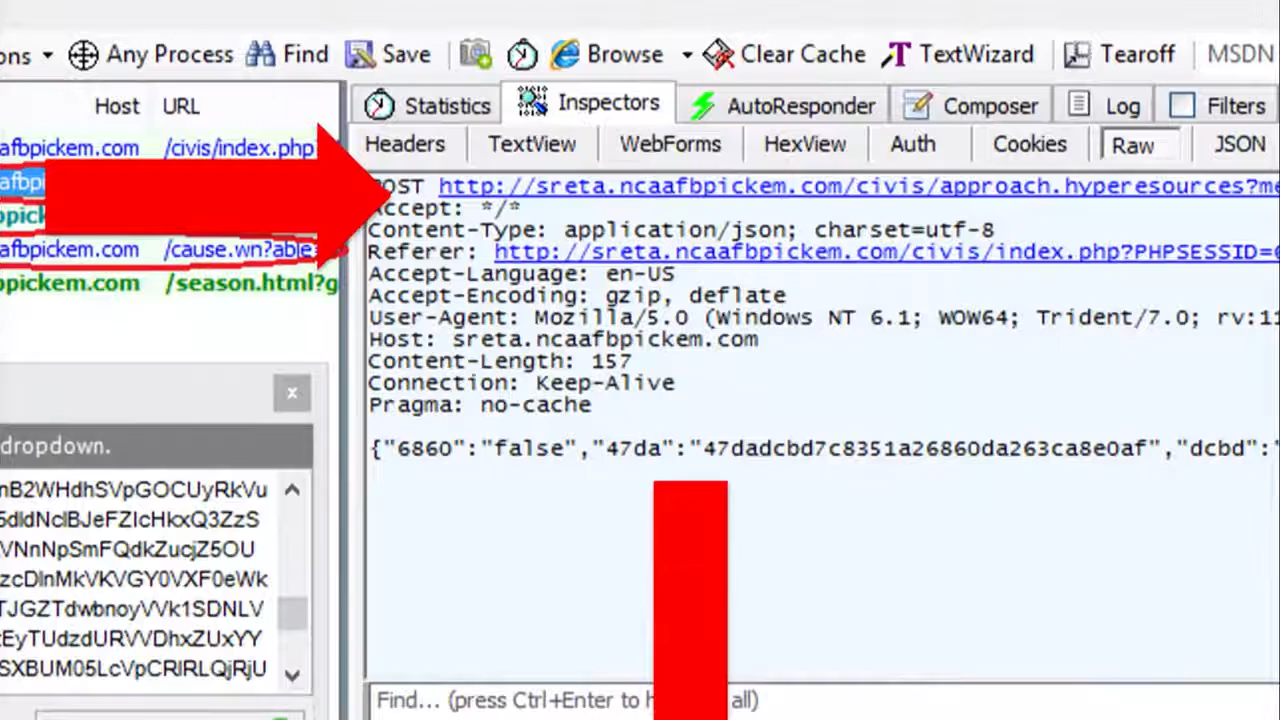 ons Any Process Find Save Browse Clear Cache TextWizard Tearoff MSDN
Host URL
Statistics Inspectors AutoResponder Composer Log Filters
Headers TextView WebForms HexView Auth Cookies Raw JSON
afbpickem.com /civis/index.php
afbpi
bpick
afbpickem.com /cause.wn?able
bpickem.com /season.html?g
OST http://sreta.ncaafbpickem.com/civis/approach.hyperesources?me
Accept: */*
Content-Type: application/json; charset=utf-8
Referer: http://sreta.ncaafbpickem.com/civis/index.php?PHPSESSID=6
Accept-Language: en-US
Accept-Encoding: gzip, deflate
User-Agent: Mozilla/5.0 (Windows NT 6.1; WOW64; Trident/7.0; rv:11
Host: sreta.ncaafbpickem.com
Content-Length: 157
Connection: Keep-Alive
Pragma: no-cache
{"6860":"false","47da":"47dadcbd7c8351a26860da263ca8e0af","dcbd":"
dropdown.
nB2WHdhSVpGOCUyRkVu
VNnNpSmFQdkZucjZ5OU
TJGZTdwbnoyVVk1SDNLV
EyTUdzdURVVDhxZUxYY
Find... (press Ctrl+Enter to h all)